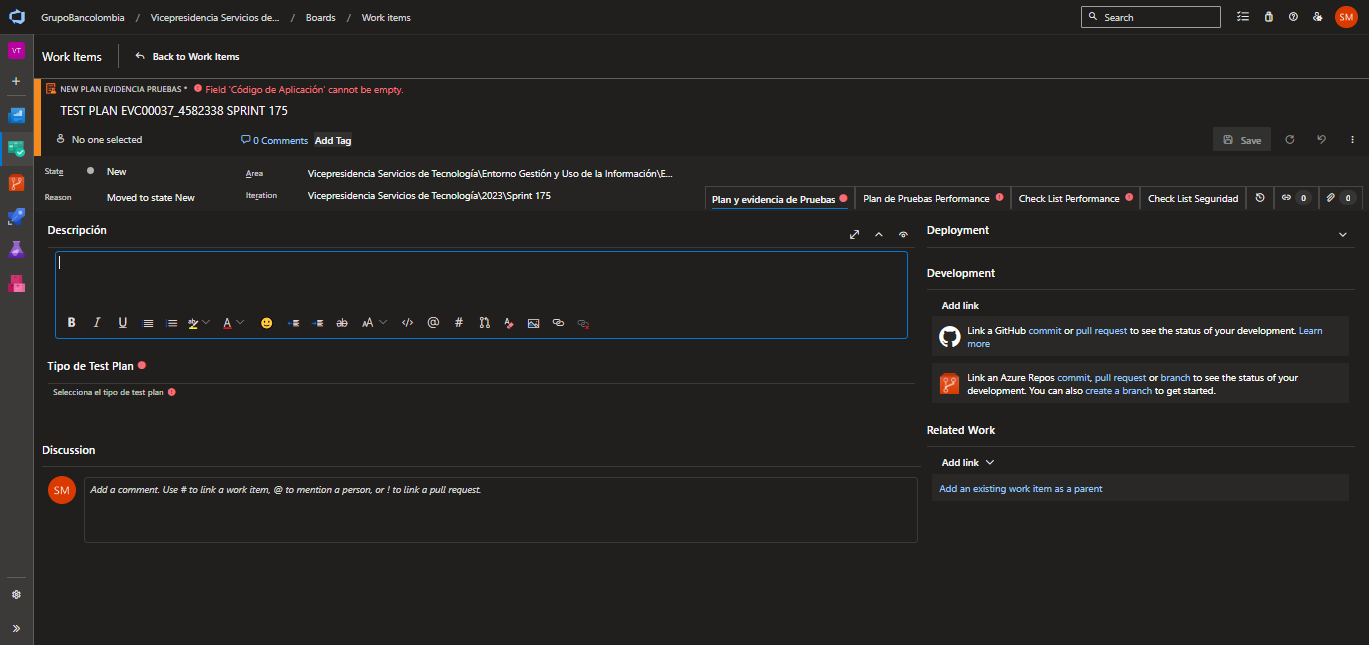 GrupoBancolombia / Vicepresidencia Servicios de... / Boards / Work items
Search
SM
VT
Work Items
Back to Work Items
NEW PLAN EVIDENCIA PRUEBAS *
Field 'Código de Aplicación' cannot be empty.
TEST PLAN EVC00037_4582338 SPRINT 175
No one selected
0 Comments
Add Tag
Save
State
New
Area
Vicepresidencia Servicios de Tecnología\Entorno Gestión y Uso de la Información\E...
Reason
Moved to state New
Iteration
Vicepresidencia Servicios de Tecnología\2023\Sprint 175
Plan y evidencia de Pruebas
Plan de Pruebas Performance
Check List Performance
Check List Seguridad
0
0
Descripción
B I U
Tipo de Test Plan
Selecciona el tipo de test plan
Discussion
SM
Add a comment. Use # to link a work item, @ to mention a person, or ! to link a pull request.
Deployment
Development
Add link
Link a GitHub commit or pull request to see the status of your development. Learn
more
Link an Azure Repos commit, pull request or branch to see the status of your
development. You can also create a branch to get started.
Related Work
Add link
Add an existing work item as a parent